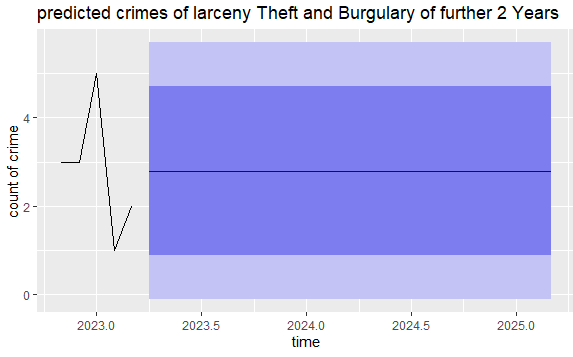 predicted crimes of larceny Theft and Burgulary of further 2 Years
count of crime
4
2
0
2023.0 2023.5 2024.0 2024.5 2025.0
time